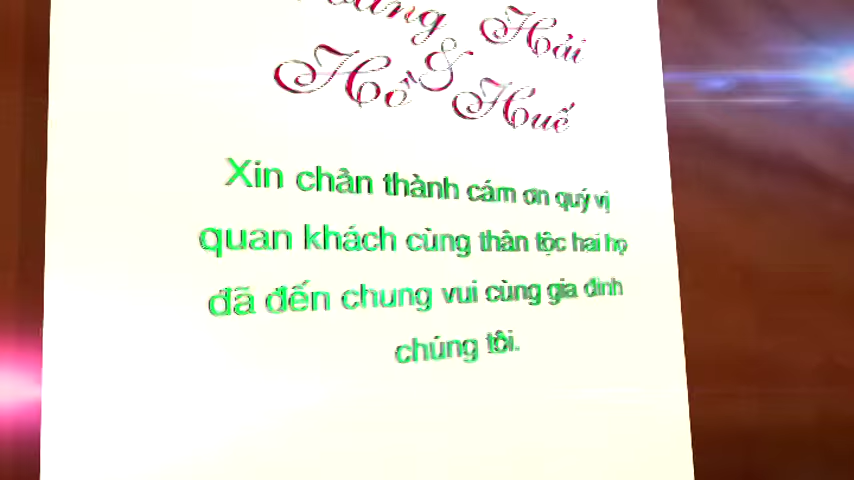 Hải
&
Hồ Huế
Xin chân thành cám ơn quý vị
quan khách cùng thân tộc hai họ
đã đến chung vui cùng gia đình
chúng tôi.